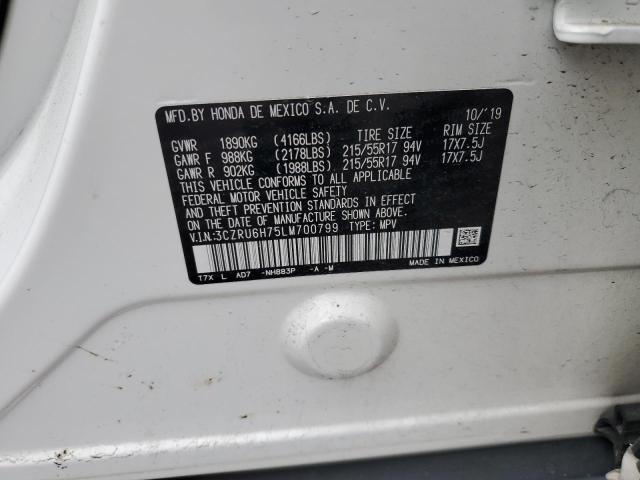 MFD.BY HONDA DE MEXICO S.A. DE C.V. 10/'19
GVWR 1890KG (4166LBS) TIRE SIZE RIM SIZE
GAWR F 988KG (2178LBS) 215/55R17 94V 17X7.5J
GAWR R 902KG (1988LBS) 215/55R17 94V 17X7.5J
THIS VEHICLE CONFORMS TO ALL APPLICABLE
FEDERAL MOTOR VEHICLE SAFETY, BUMPER,
AND THEFT PREVENTION STANDARDS IN EFFECT
ON THE DATE OF MANUFACTURE SHOWN ABOVE.
V.I.N:3CZRU6H75LM700799 TYPE: MPV
T7X L AD7 -NH883P -A -M MADE IN MEXICO